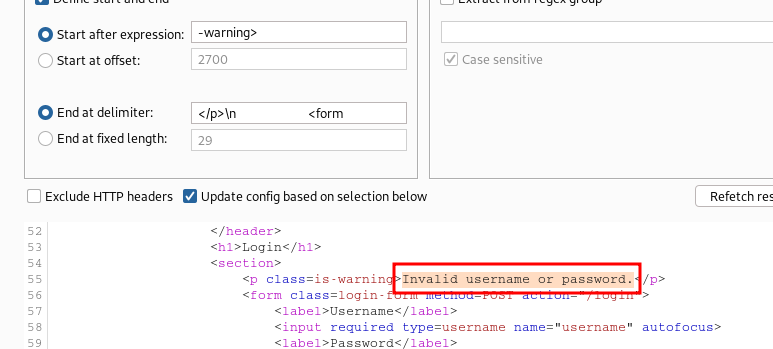 Define start and end
Extract from regex group
Start after expression: -warning>
Start at offset: 2700
Case sensitive
End at delimiter: </p>\n <form
End at fixed length: 29
Exclude HTTP headers Update config based on selection below Refetch res
52 </header>
53 <h1>Login</h1>
54 <section>
55 <p class=is-warning>Invalid username or password.</p>
56 <form class=login-form method=POST action="/login">
57 <label>Username</label>
58 <input required type=username name="username" autofocus>
59 <label>Password</label>